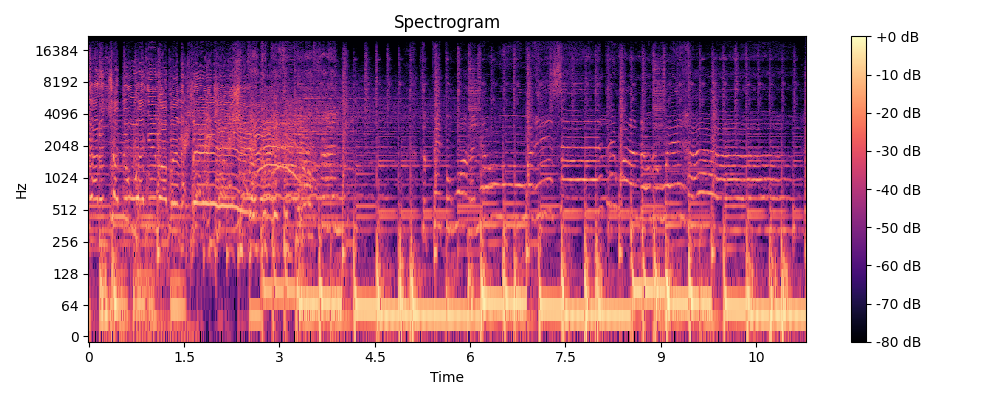 Spectrogram
16384
8192
4096
2048
1024
512
256
128
64
0
Hz
0 1.5 3 4.5 6 7.5 9 10
Time
+0 dB
-10 dB
-20 dB
-30 dB
-40 dB
-50 dB
-60 dB
-70 dB
-80 dB